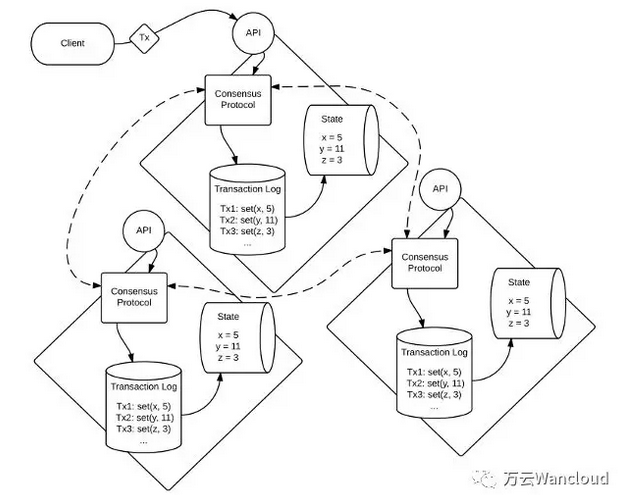 Client
Tx
API
Consensus
Protocol
State
x = 5
y = 11
z = 3
Transaction Log
Tx1: set(x, 5)
Tx2: set(y, 11)
Tx3: set(z, 3)
...
API
Consensus
Protocol
State
x = 5
y = 11
z = 3
Transaction Log
Tx1: set(x, 5)
Tx2: set(y, 11)
Tx3: set(z, 3)
...
API
Consensus
Protocol
State
x = 5
y = 11
z = 3
Transaction Log
Tx1: set(x, 5)
Tx2: set(y, 11)
Tx3: set(z, 3)
...
万云Wancloud